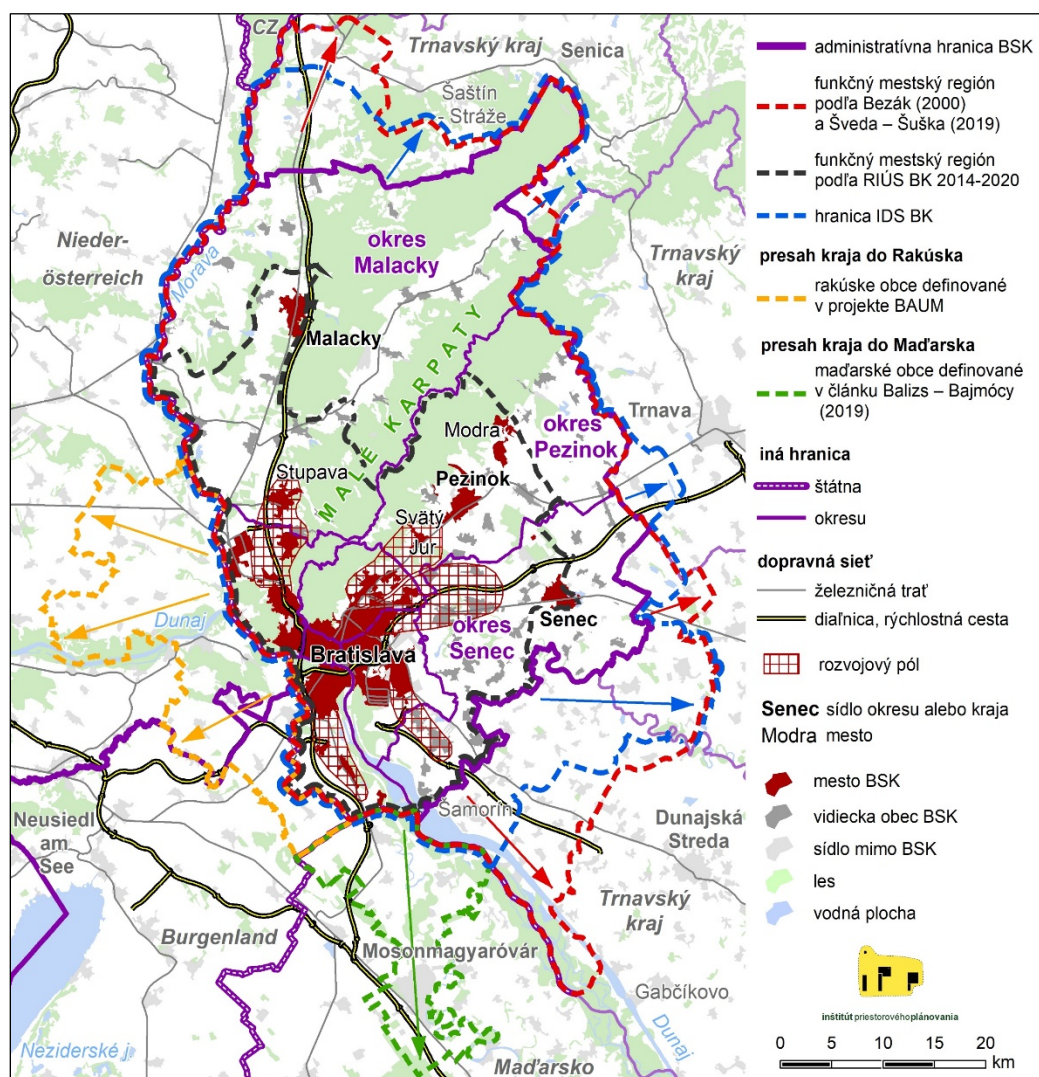 CZ
Trnavský kraj
Senica
Šaštín
- Stráže
okres
Malacky
Nieder-
österreich
Morava
Trnavský
kraj
Malacky
MALÉ KARPATY
Modra
okres
Pezinok
Trnava
Stupava
Pezinok
Svätý
Jur
Dunaj
okres
Senec
Senec
Bratislava
Šamorín
Neusiedl
am
See
Dunajská
Streda
Trnavský
kraj
Burgenland
Mosonmagyaróvár
Gabčíkovo
Neziderské j.
Dunaj
Maďarsko
administratívna hranica BSK
funkčný mestský región
podľa Bezák (2000)
a Šveda – Šuška (2019)
funkčný mestský región
podľa RIÚS BK 2014-2020
hranica IDS BK
presah kraja do Rakúska
rakúske obce definované
v projekte BAUM
presah kraja do Maďarska
maďarské obce definované
v článku Balizs – Bajmócy
(2019)
iná hranica
štátna
okresu
dopravná sieť
železničná trať
diaľnica, rýchlostná cesta
rozvojový pól
Senec sídlo okresu alebo kraja
Modra mesto
mesto BSK
vidiecka obec BSK
sídlo mimo BSK
les
vodná plocha
inštitút priestorového plánovania
0 5 10 15 20
km